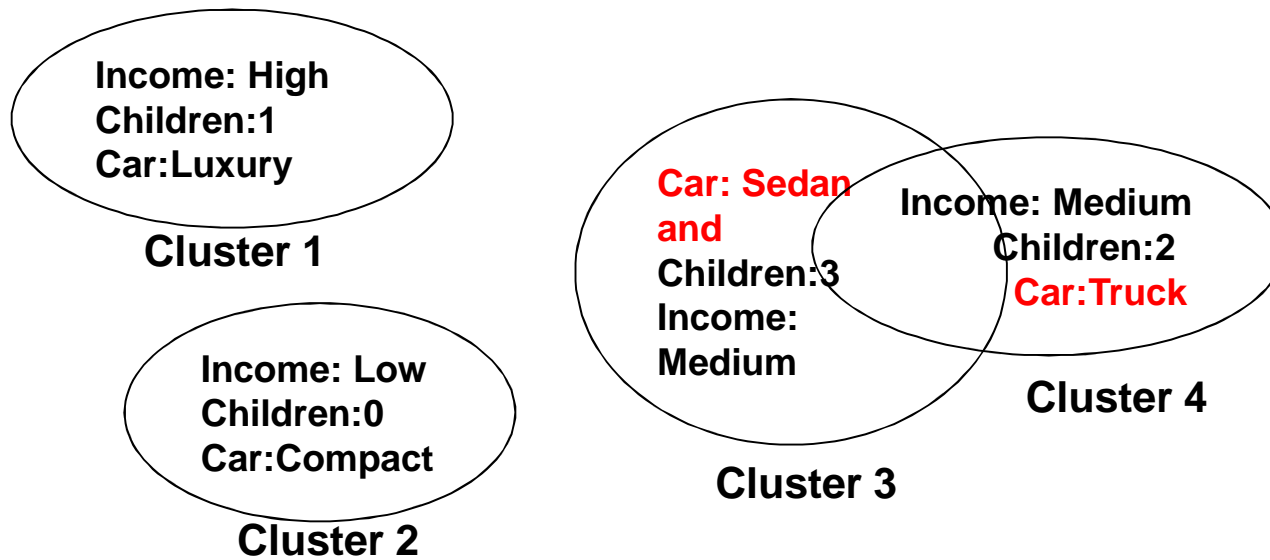 Income: High
Children:1
Car:Luxury
Cluster 1
Income: Low
Children:0
Car:Compact
Cluster 2
Car: Sedan
and
Children:3
Income:
Medium
Cluster 3
Income: Medium
Children:2
Car:Truck
Cluster 4